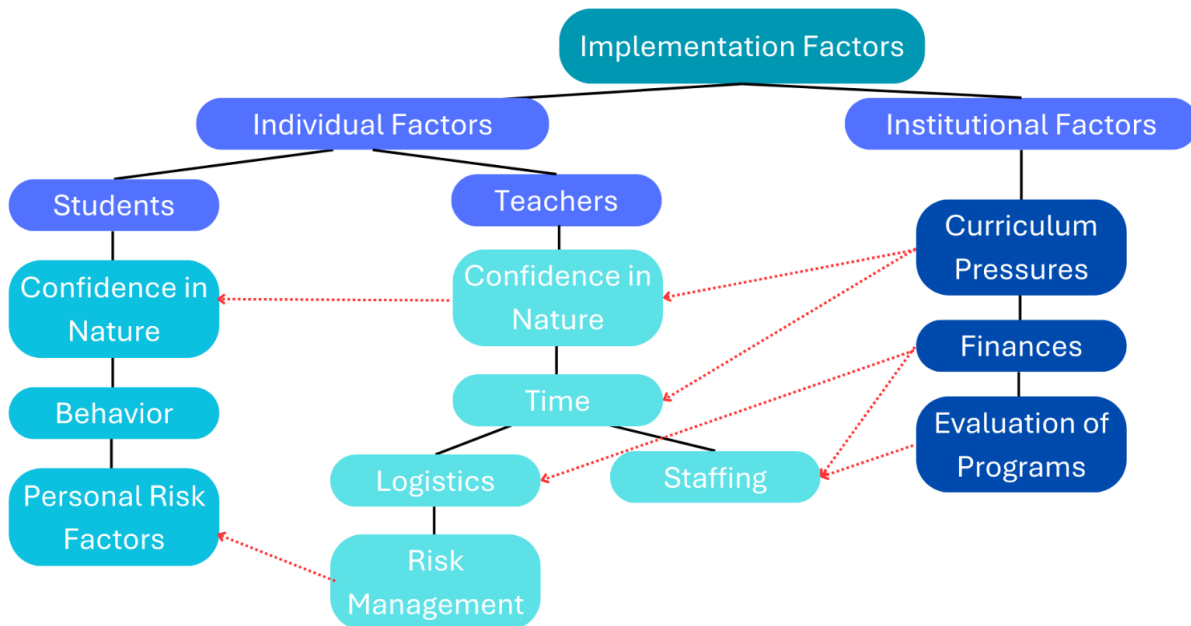 Implementation Factors
Individual Factors
Institutional Factors
Students
Teachers
Curriculum
Pressures
Confidence in
Nature
Confidence in
Nature
Finances
Behavior
Time
Evaluation of
Programs
Logistics
Staffing
Personal Risk
Factors
Risk
Management